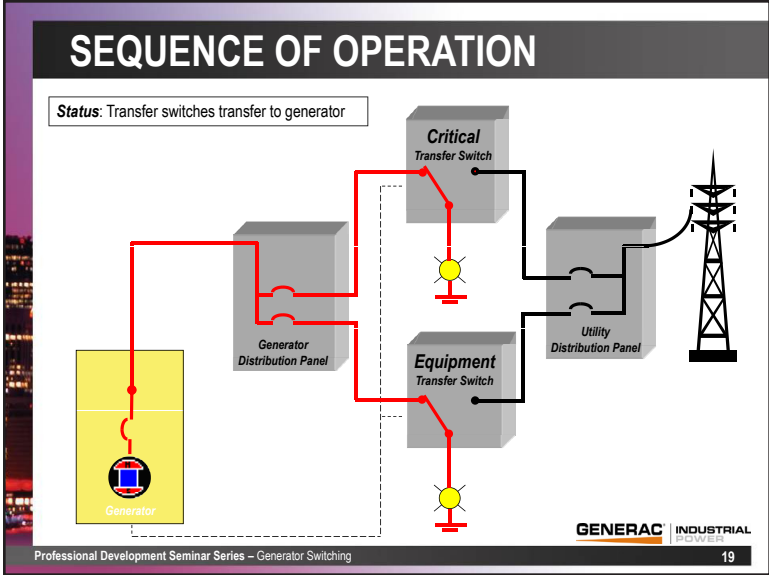 SEQUENCE OF OPERATION
Status: Transfer switches transfer to generator
Critical
Transfer Switch
Generator
Distribution Panel
Utility
Distribution Panel
Equipment
Transfer Switch
Generator
GENERAC INDUSTRIAL
POWER
Professional Development Seminar Series – Generator Switching
19